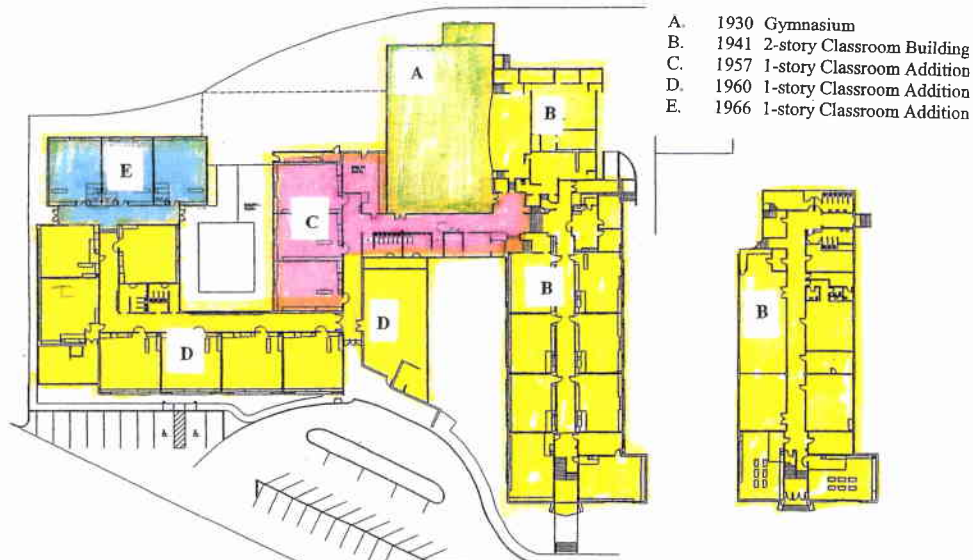 A. 1930 Gymnasium
B. 1941 2-story Classroom Building
C. 1957 1-story Classroom Addition
D. 1960 1-story Classroom Addition
E. 1966 1-story Classroom Addition
A
B
E
C
B
D
D
B